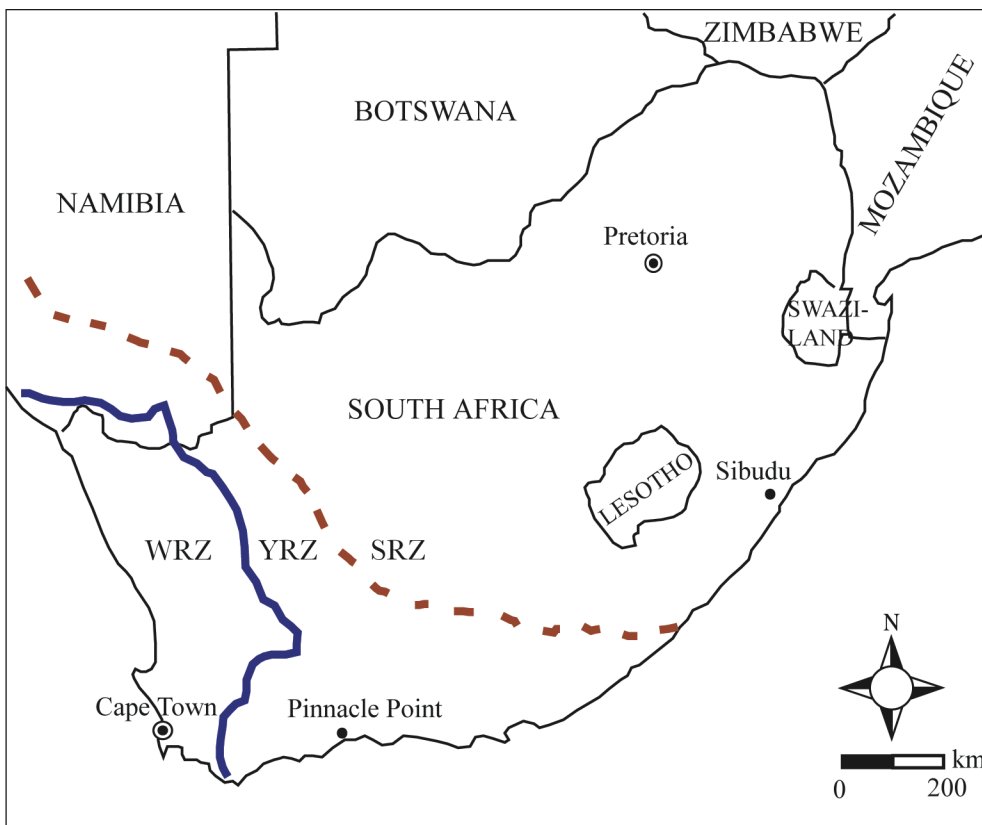 ZIMBABWE
BOTSWANA
MOZAMBIQUE
NAMIBIA
Pretoria
SWAZI-
LAND
SOUTH AFRICA
LESOTHO
Sibudu
WRZ
YRZ
SRZ
N
Cape Town
Pinnacle Point
km
0
200